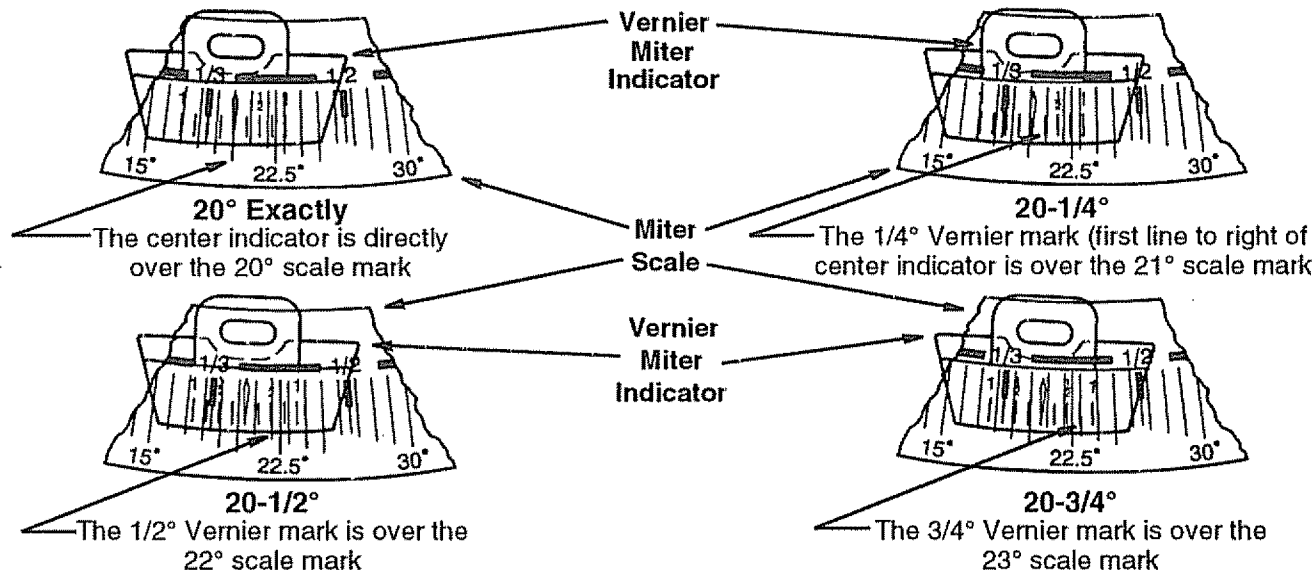 Vernier
Miter
Indicator
1/3 1/2
15° 22.5° 30°
20° Exactly
The center indicator is directly
over the 20° scale mark
1/3 1/2
15° 22.5° 30°
20-1/4°
The 1/4° Vernier mark (first line to right of
center indicator is over the 21° scale mark
Miter
Scale
Vernier
Miter
Indicator
1/3 1/2
15° 22.5° 30°
20-1/2°
The 1/2° Vernier mark is over the
22° scale mark
1/3 1/2
15° 22.5° 30°
20-3/4°
The 3/4° Vernier mark is over the
23° scale mark